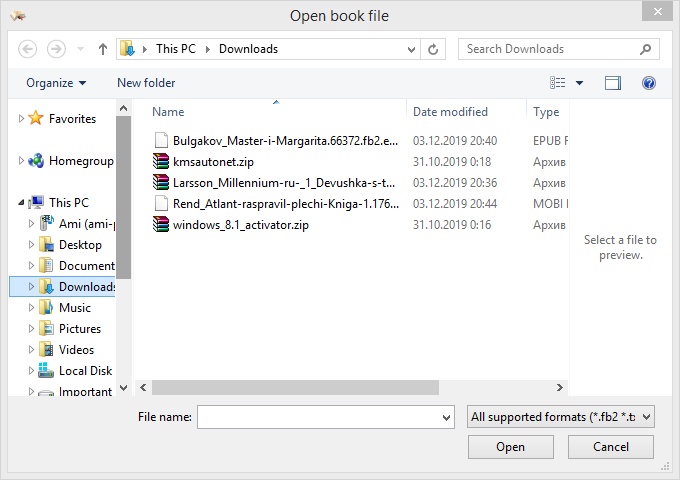 Open book file
This PC
Downloads
Search Downloads
Organize
New folder
Favorites
Homegroup
This PC
Ami (ami-p
Desktop
Document
Downloads
Music
Pictures
Videos
Local Disk
Important
Name
Date modified
Type
Bulgakov_Master-i-Margarita.66372.fb2.e... 03.12.2019 20:40 EPUB F
kmsautonet.zip 31.10.2019 0:18 Архив
Larsson_Millennium-ru-_1_Devushka-s-t... 03.12.2019 20:36 Архив
Rend_Atlant-raspravil-plechi-Kniga-1.176... 03.12.2019 20:44 MOBI
windows_8.1_activator.zip 31.10.2019 0:16 Архив
Select a file to
preview.
File name:
All supported formats (*.fb2 *.tx
Open
Cancel